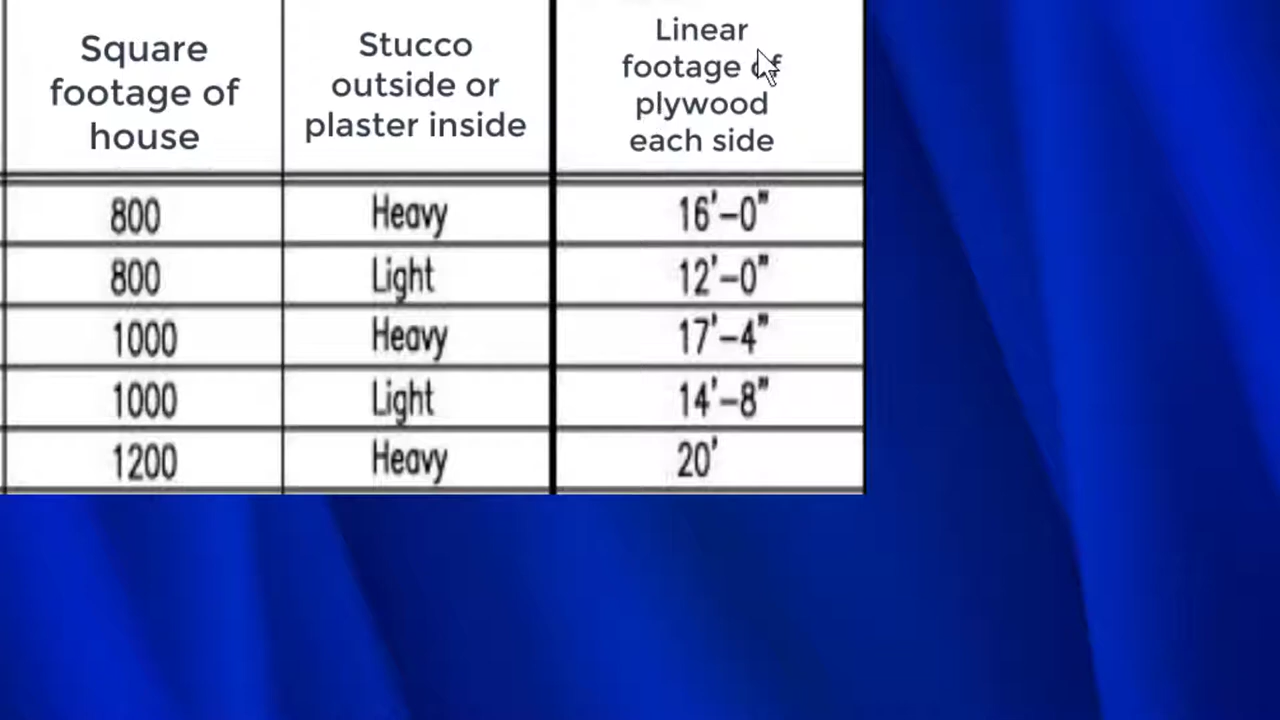 Square footage of house
Stucco outside or plaster inside
Linear footage of plywood each side
800 Heavy 16'-0"
800 Light 12'-0"
1000 Heavy 17'-4"
1000 Light 14'-8"
1200 Heavy 20'